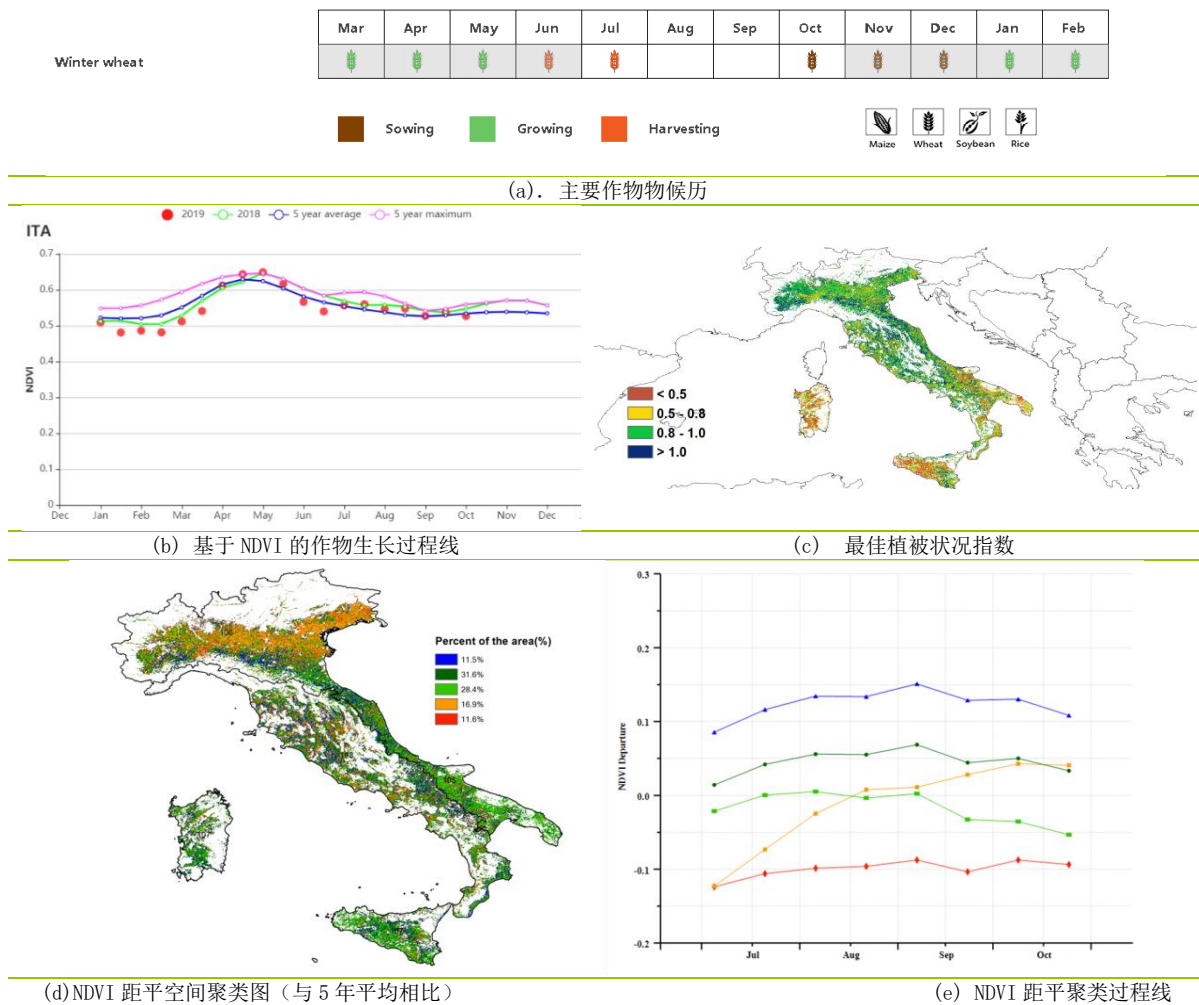 Mar Apr May Jun Jul Aug Sep Oct Nov Dec Jan Feb
Winter wheat
Sowing Growing Harvesting
Maize Wheat Soybean Rice
(a). 主要作物物候历
2019 2018 5 year average 5 year maximum
ITA
0.7
0.6
0.5
0.4
0.3
0.2
0.1
0
NDVI
Dec Jan Feb Mar Apr May Jun Jul Aug Sep Oct Nov Dec
< 0.5
0.5 - 0.8
0.8 - 1.0
> 1.0
(b) 基于 NDVI 的作物生长过程线
(c) 最佳植被状况指数
Percent of the area(%)
11.5%
31.6%
28.4%
16.9%
11.6%
105
0.3
0.2
0.1
0.0
-0.1
-0.2
NDVI Departure
Jul Aug Sep Oct
(d)NDVI 距平空间聚类图（与 5 年平均相比）
(e) NDVI 距平聚类过程线